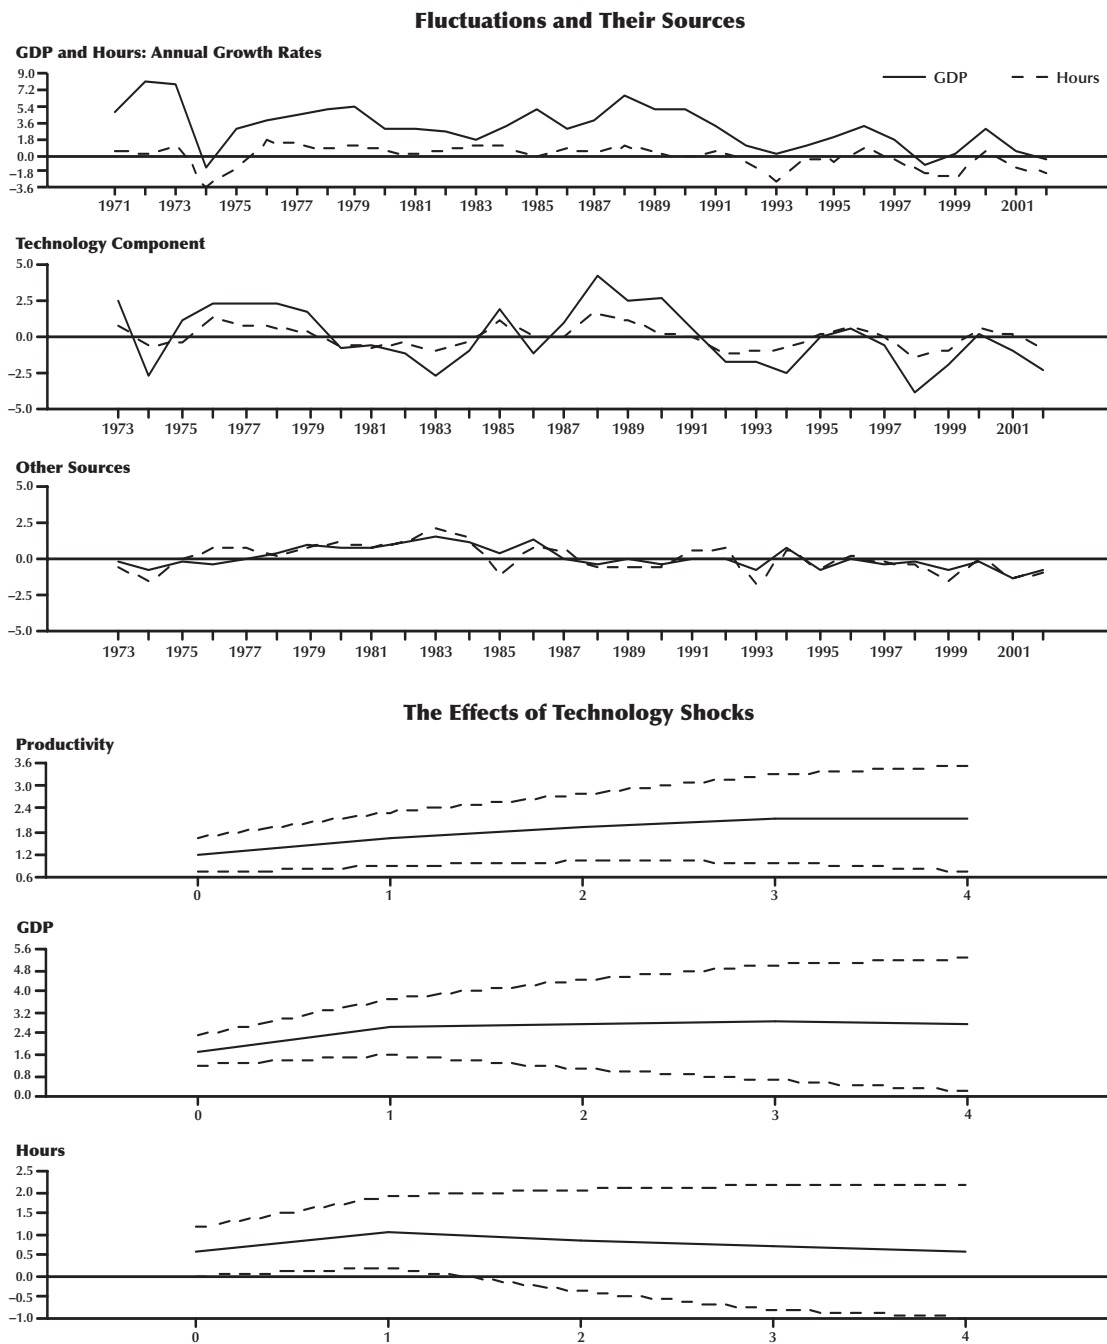 Fluctuations and Their Sources
GDP and Hours: Annual Growth Rates
9.0
7.2
5.4
3.6
1.8
0.0
–1.8
–3.6
GDP
Hours
1971 1973 1975 1977 1979 1981 1983 1985 1987 1989 1991 1993 1995 1997 1999 2001
Technology Component
5.0
2.5
0.0
–2.5
–5.0
1973 1975 1977 1979 1981 1983 1985 1987 1989 1991 1993 1995 1997 1999 2001
Other Sources
5.0
2.5
0.0
–2.5
–5.0
1973 1975 1977 1979 1981 1983 1985 1987 1989 1991 1993 1995 1997 1999 2001
The Effects of Technology Shocks
Productivity
3.6
3.0
2.4
1.8
1.2
0.6
0 1 2 3 4
GDP
5.6
4.8
4.0
3.2
2.4
1.6
0.8
0.0
0 1 2 3 4
Hours
2.5
2.0
1.5
1.0
0.5
0.0
–0.5
–1.0
0 1 2 3 4